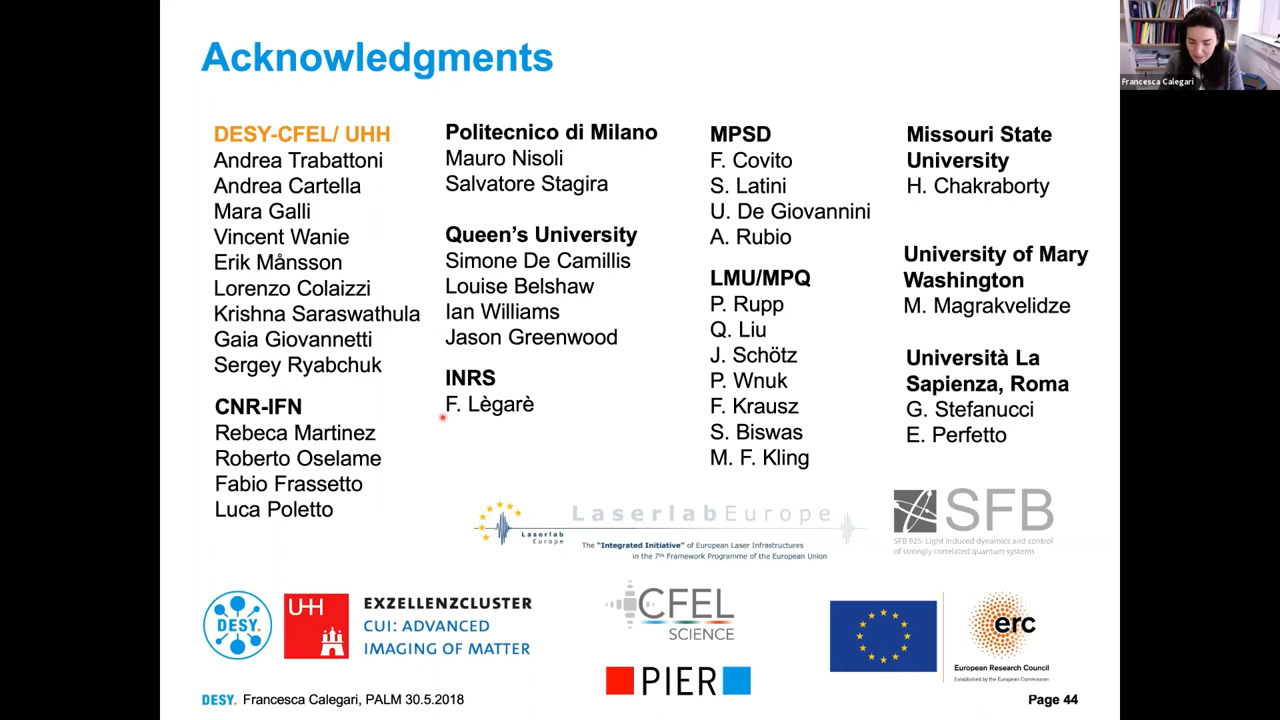 Acknowledgments
Francesca Calegari
DESY-CFEL/ UHH
Andrea Trabattoni
Andrea Cartella
Mara Galli
Vincent Wanie
Erik Månsson
Lorenzo Colaizzi
Krishna Saraswathula
Gaia Giovannetti
Sergey Ryabchuk
CNR-IFN
Rebeca Martinez
Roberto Oselame
Fabio Frassetto
Luca Poletto
Politecnico di Milano
Mauro Nisoli
Salvatore Stagira
Queen's University
Simone De Camillis
Louise Belshaw
Ian Williams
Jason Greenwood
INRS
F. Lègarè
MPSD
F. Covito
S. Latini
U. De Giovannini
A. Rubio
LMU/MPQ
P. Rupp
Q. Liu
J. Schötz
P. Wnuk
F. Krausz
S. Biswas
M. F. Kling
Missouri State
University
H. Chakraborty
University of Mary
Washington
M. Magrakvelidze
Università La
Sapienza, Roma
G. Stefanucci
E. Perfetto
Laserlab
Europe
LaserlabEurope
The "Integrated Initiative" of European Laser Infrastructures
in the 7th Framework Programme of the European Union
SFB
SFB 925: Light induced dynamics and control
of strongly correlated quantum systems
DESY.
UHH
EXZELLENZCLUSTER
CUI: ADVANCED
IMAGING OF MATTER
CFEL
SCIENCE
PIER
erc
European Research Council
Established by the European Commission
DESY. Francesca Calegari, PALM 30.5.2018
Page 44